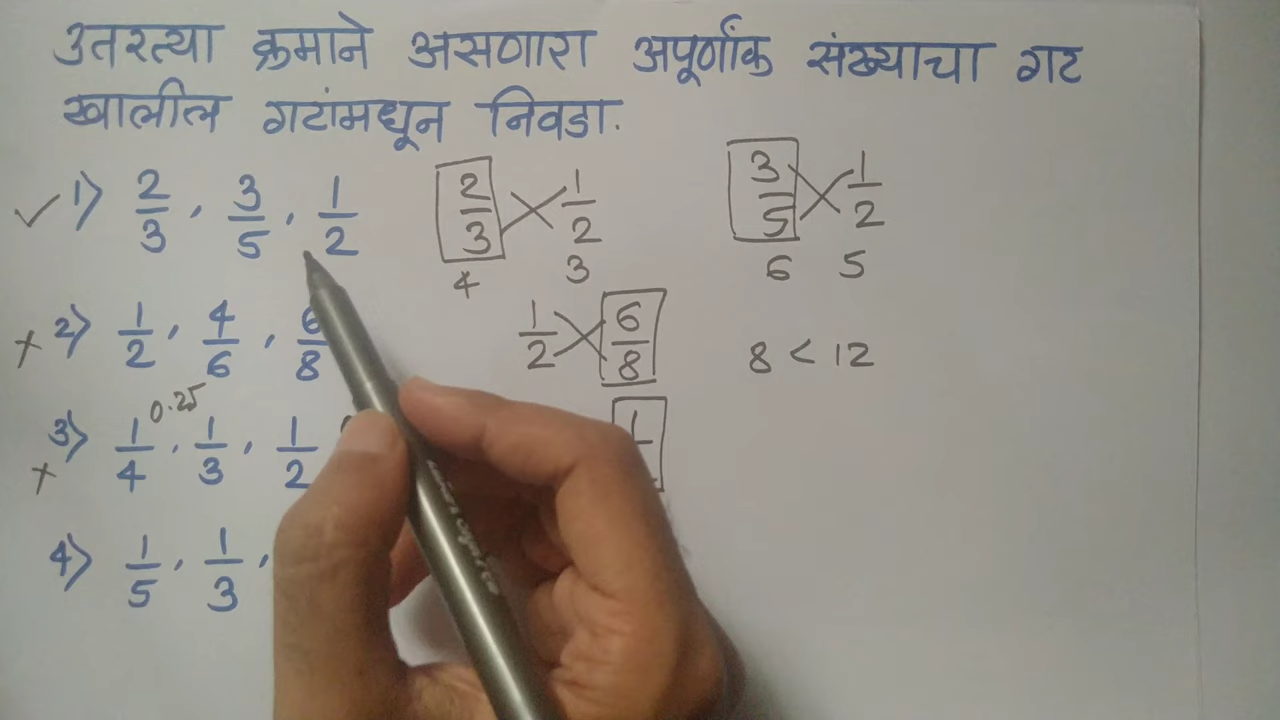 उतरत्या क्रमाने असणारा अपूर्णांक संख्याचा गट
खालील गटांमधून निवडा.
✓ 1) 2/3, 3/5, 1/2
2/3 × 1/2
4 3
3/5 × 1/2
6 5
× 2) 1/2, 4/6, 6/8
1/2 × 6/8
8 < 12
× 3) 1/4 0.25, 1/3, 1/2
4) 1/5, 1/3,